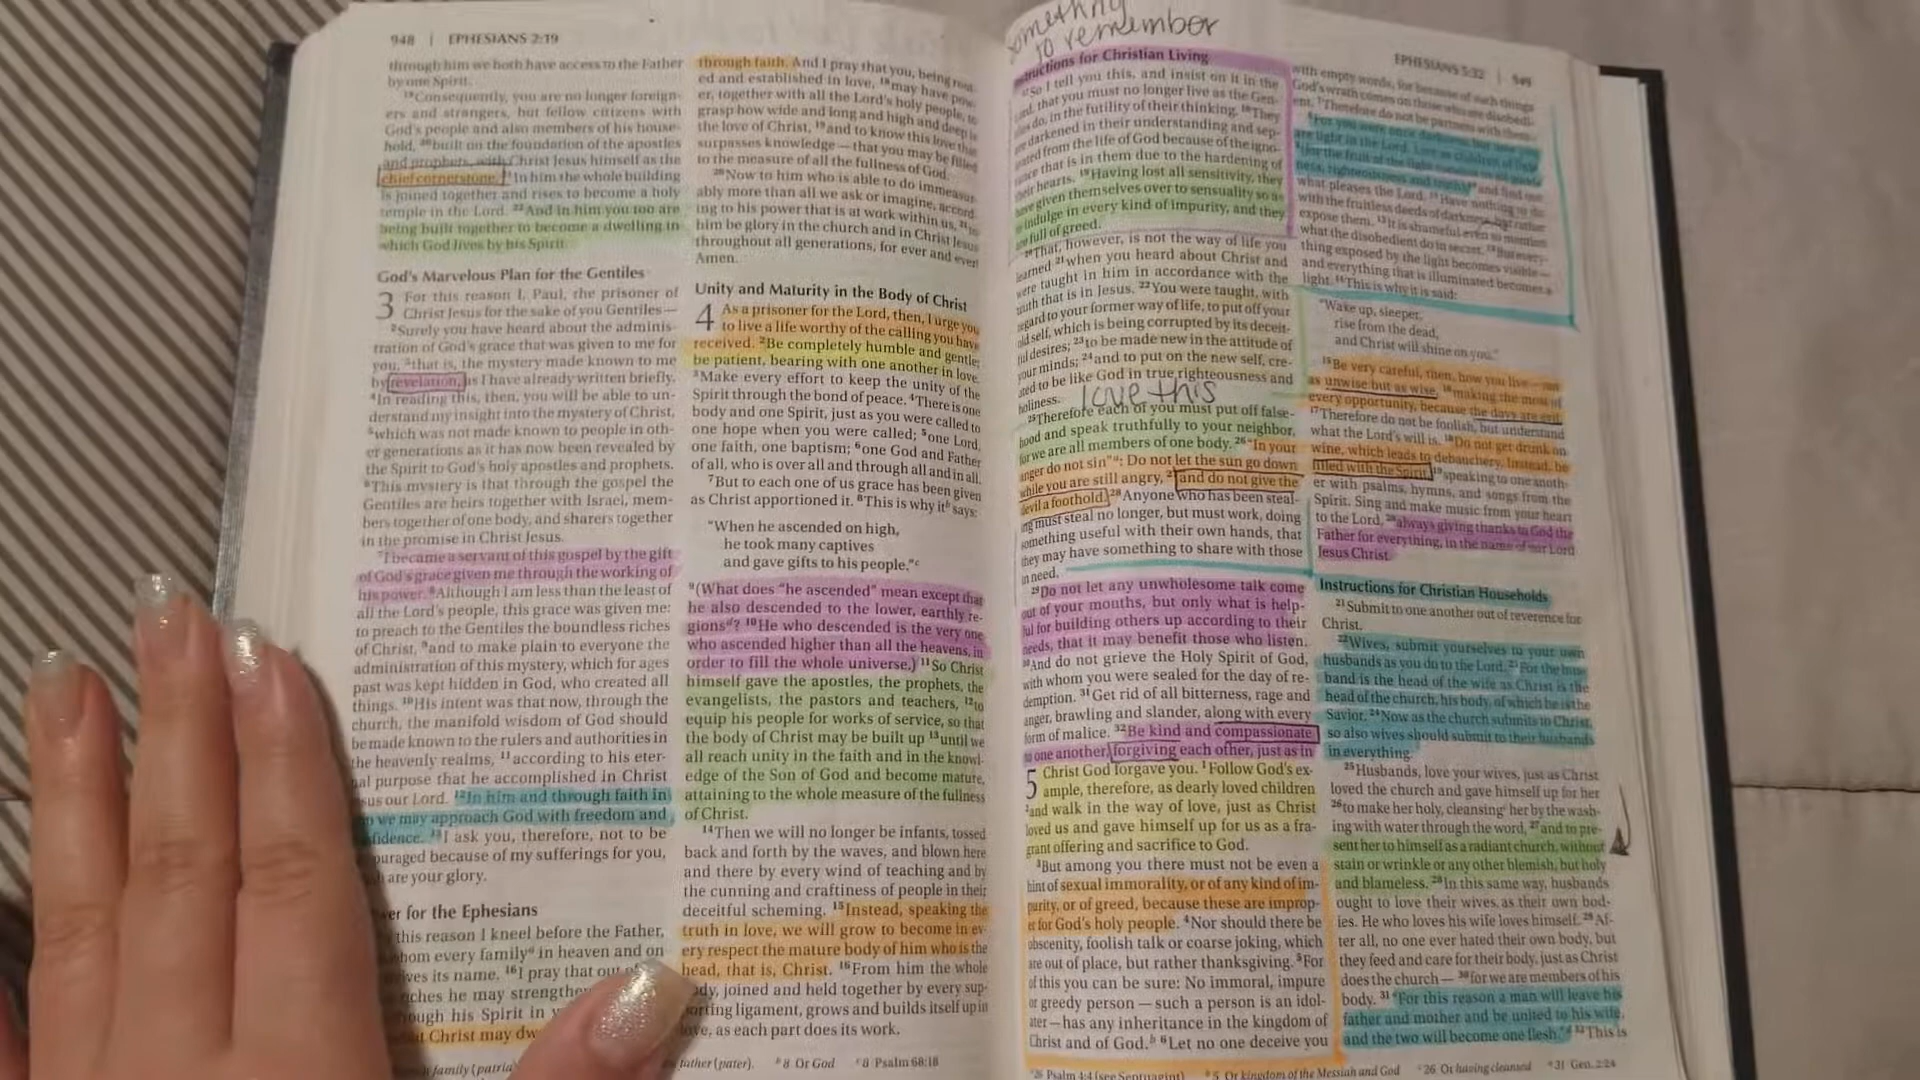 948 | EPHESIANS 2:19
through him we both have access to the Father
by one Spirit.
19Consequently, you are no longer foreign-
ers and strangers, but fellow citizens with
God's people and also members of his house-
hold, 20built on the foundation of the apostles
and prophets, with Christ Jesus himself as the
chief cornerstone. 21In him the whole building
is joined together and rises to become a holy
temple in the Lord. 22And in him you too are
being built together to become a dwelling in
which God lives by his Spirit.
God's Marvelous Plan for the Gentiles
3 For this reason I, Paul, the prisoner of
Christ Jesus for the sake of you Gentiles—
2Surely you have heard about the adminis-
tration of God's grace that was given to me for
you, 3that is, the mystery made known to me
by revelation, as I have already written briefly.
4In reading this, then, you will be able to un-
derstand my insight into the mystery of Christ,
5which was not made known to people in oth-
er generations as it has now been revealed by
the Spirit to God's holy apostles and prophets.
6This mystery is that through the gospel the
Gentiles are heirs together with Israel, mem-
bers together of one body, and sharers together
in the promise in Christ Jesus.
7I became a servant of this gospel by the gift
of God's grace given me through the working of
his power. 8Although I am less than the least of
all the Lord's people, this grace was given me:
to preach to the Gentiles the boundless riches
of Christ, 9and to make plain to everyone the
administration of this mystery, which for ages
past was kept hidden in God, who created all
things. 10His intent was that now, through the
church, the manifold wisdom of God should
be made known to the rulers and authorities in
the heavenly realms, 11according to his eter-
nal purpose that he accomplished in Christ
sus our Lord. 12In him and through faith in
we may approach God with freedom and
fidence. 13I ask you, therefore, not to be
ouraged because of my sufferings for you,
are your glory.
er for the Ephesians
this reason I kneel before the Father,
hom every family in heaven and on
ves its name. 16I pray that out of
ches he may strengthe
ough his Spirit in y
t Christ may dw
through faith. And I pray that you, being root-
ed and established in love, 18may have pow-
er, together with all the Lord's holy people, to
grasp how wide and long and high and deep is
the love of Christ, 19and to know this love that
surpasses knowledge—that you may be filled
to the measure of all the fullness of God.
20Now to him who is able to do immeasur-
ably more than all we ask or imagine, accord-
ing to his power that is at work within us, 21to
him be glory in the church and in Christ Jesus
throughout all generations, for ever and ever!
Amen.
Unity and Maturity in the Body of Christ
4 As a prisoner for the Lord, then, I urge you
to live a life worthy of the calling you have
received. 2Be completely humble and gentle;
be patient, bearing with one another in love.
3Make every effort to keep the unity of the
Spirit through the bond of peace. 4There is one
body and one Spirit, just as you were called to
one hope when you were called; 5one Lord,
one faith, one baptism; 6one God and Father
of all, who is over all and through all and in all.
7But to each one of us grace has been given
as Christ apportioned it. 8This is why itb says:
"When he ascended on high,
he took many captives
and gave gifts to his people."c
9(What does "he ascended" mean except that
he also descended to the lower, earthly re-
gionsd? 10He who descended is the very one
who ascended higher than all the heavens, in
order to fill the whole universe.) 11So Christ
himself gave the apostles, the prophets, the
evangelists, the pastors and teachers, 12to
equip his people for works of service, so that
the body of Christ may be built up 13until we
all reach unity in the faith and in the knowl-
edge of the Son of God and become mature,
attaining to the whole measure of the fullness
of Christ.
14Then we will no longer be infants, tossed
back and forth by the waves, and blown here
and there by every wind of teaching and by
the cunning and craftiness of people in their
deceitful scheming. 15Instead, speaking the
truth in love, we will grow to become in ev-
ery respect the mature body of him who is the
head, that is, Christ. 16From him the whole
dy, joined and held together by every sup-
orting ligament, grows and builds itself up in
ve, as each part does its work.
family (patria
father (pater). b 8 Or God c 8 Psalm 68:18
something
to remember
EPHESIANS 5:32 | 949
tructions for Christian Living
17So I tell you this, and insist on it in the
Lord, that you must no longer live as the Gen-
tiles do, in the futility of their thinking. 18They
are darkened in their understanding and sep-
arated from the life of God because of the igno-
rance that is in them due to the hardening of
their hearts. 19Having lost all sensitivity, they
have given themselves over to sensuality so as
to indulge in every kind of impurity, and they
are full of greed.
20That, however, is not the way of life you
learned 21when you heard about Christ and
were taught in him in accordance with the
truth that is in Jesus. 22You were taught, with
regard to your former way of life, to put off your
old self, which is being corrupted by its deceit-
ful desires; 23to be made new in the attitude of
your minds; 24and to put on the new self, cre-
ated to be like God in true righteousness and
holiness.
love this
25Therefore each of you must put off false-
hood and speak truthfully to your neighbor,
for we are all members of one body. 26"In your
anger do not sin"a: Do not let the sun go down
while you are still angry, 27and do not give the
devil a foothold. 28Anyone who has been steal-
ing must steal no longer, but must work, doing
something useful with their own hands, that
they may have something to share with those
in need.
29Do not let any unwholesome talk come
out of your mouths, but only what is help-
ful for building others up according to their
needs, that it may benefit those who listen.
30And do not grieve the Holy Spirit of God,
with whom you were sealed for the day of re-
demption. 31Get rid of all bitterness, rage and
anger, brawling and slander, along with every
form of malice. 32Be kind and compassionate
to one another, forgiving each other, just as in
5 Christ God forgave you. 1Follow God's ex-
ample, therefore, as dearly loved children
2and walk in the way of love, just as Christ
loved us and gave himself up for us as a fra-
grant offering and sacrifice to God.
3But among you there must not be even a
hint of sexual immorality, or of any kind of im-
purity, or of greed, because these are improp-
er for God's holy people. 4Nor should there be
obscenity, foolish talk or coarse joking, which
are out of place, but rather thanksgiving. 5For
of this you can be sure: No immoral, impure
or greedy person—such a person is an idol-
ater—has any inheritance in the kingdom of
Christ and of God.b 6Let no one deceive you
with empty words, for because of such things
God's wrath comes on those who are disobedi-
ent. 7Therefore do not be partners with them.
8For you were once darkness, but now you
are light in the Lord. Live as children of light
9(for the fruit of the light consists in all good-
ness, righteousness and truth) 10and find out
what pleases the Lord. 11Have nothing to do
with the fruitless deeds of darkness, but rather
expose them. 12It is shameful even to mention
what the disobedient do in secret. 13But every-
thing exposed by the light becomes visible—
and everything that is illuminated becomes a
light. 14This is why it is said:
"Wake up, sleeper,
rise from the dead,
and Christ will shine on you."
15Be very careful, then, how you live—not
as unwise but as wise, 16making the most of
every opportunity, because the days are evil.
17Therefore do not be foolish, but understand
what the Lord's will is. 18Do not get drunk on
wine, which leads to debauchery. Instead, be
filled with the Spirit, 19speaking to one anoth-
er with psalms, hymns, and songs from the
Spirit. Sing and make music from your heart
to the Lord, 20always giving thanks to God the
Father for everything, in the name of our Lord
Jesus Christ.
Instructions for Christian Households
21Submit to one another out of reverence for
Christ.
22Wives, submit yourselves to your own
husbands as you do to the Lord. 23For the hus-
band is the head of the wife as Christ is the
head of the church, his body, of which he is the
Savior. 24Now as the church submits to Christ,
so also wives should submit to their husbands
in everything.
25Husbands, love your wives, just as Christ
loved the church and gave himself up for her
26to make her holy, cleansingc her by the wash-
ing with water through the word, 27and to pre-
sent her to himself as a radiant church, without
stain or wrinkle or any other blemish, but holy
and blameless. 28In this same way, husbands
ought to love their wives as their own bod-
ies. He who loves his wife loves himself. 29Af-
ter all, no one ever hated their own body, but
they feed and care for their body, just as Christ
does the church—30for we are members of his
body. 31"For this reason a man will leave his
father and mother and be united to his wife,
and the two will become one flesh."d 32This is
a 26 Psalm 4:4 (see Septuagint) b 5 Or kingdom of the Messiah and God c 26 Or having cleansed d 31 Gen. 2:24